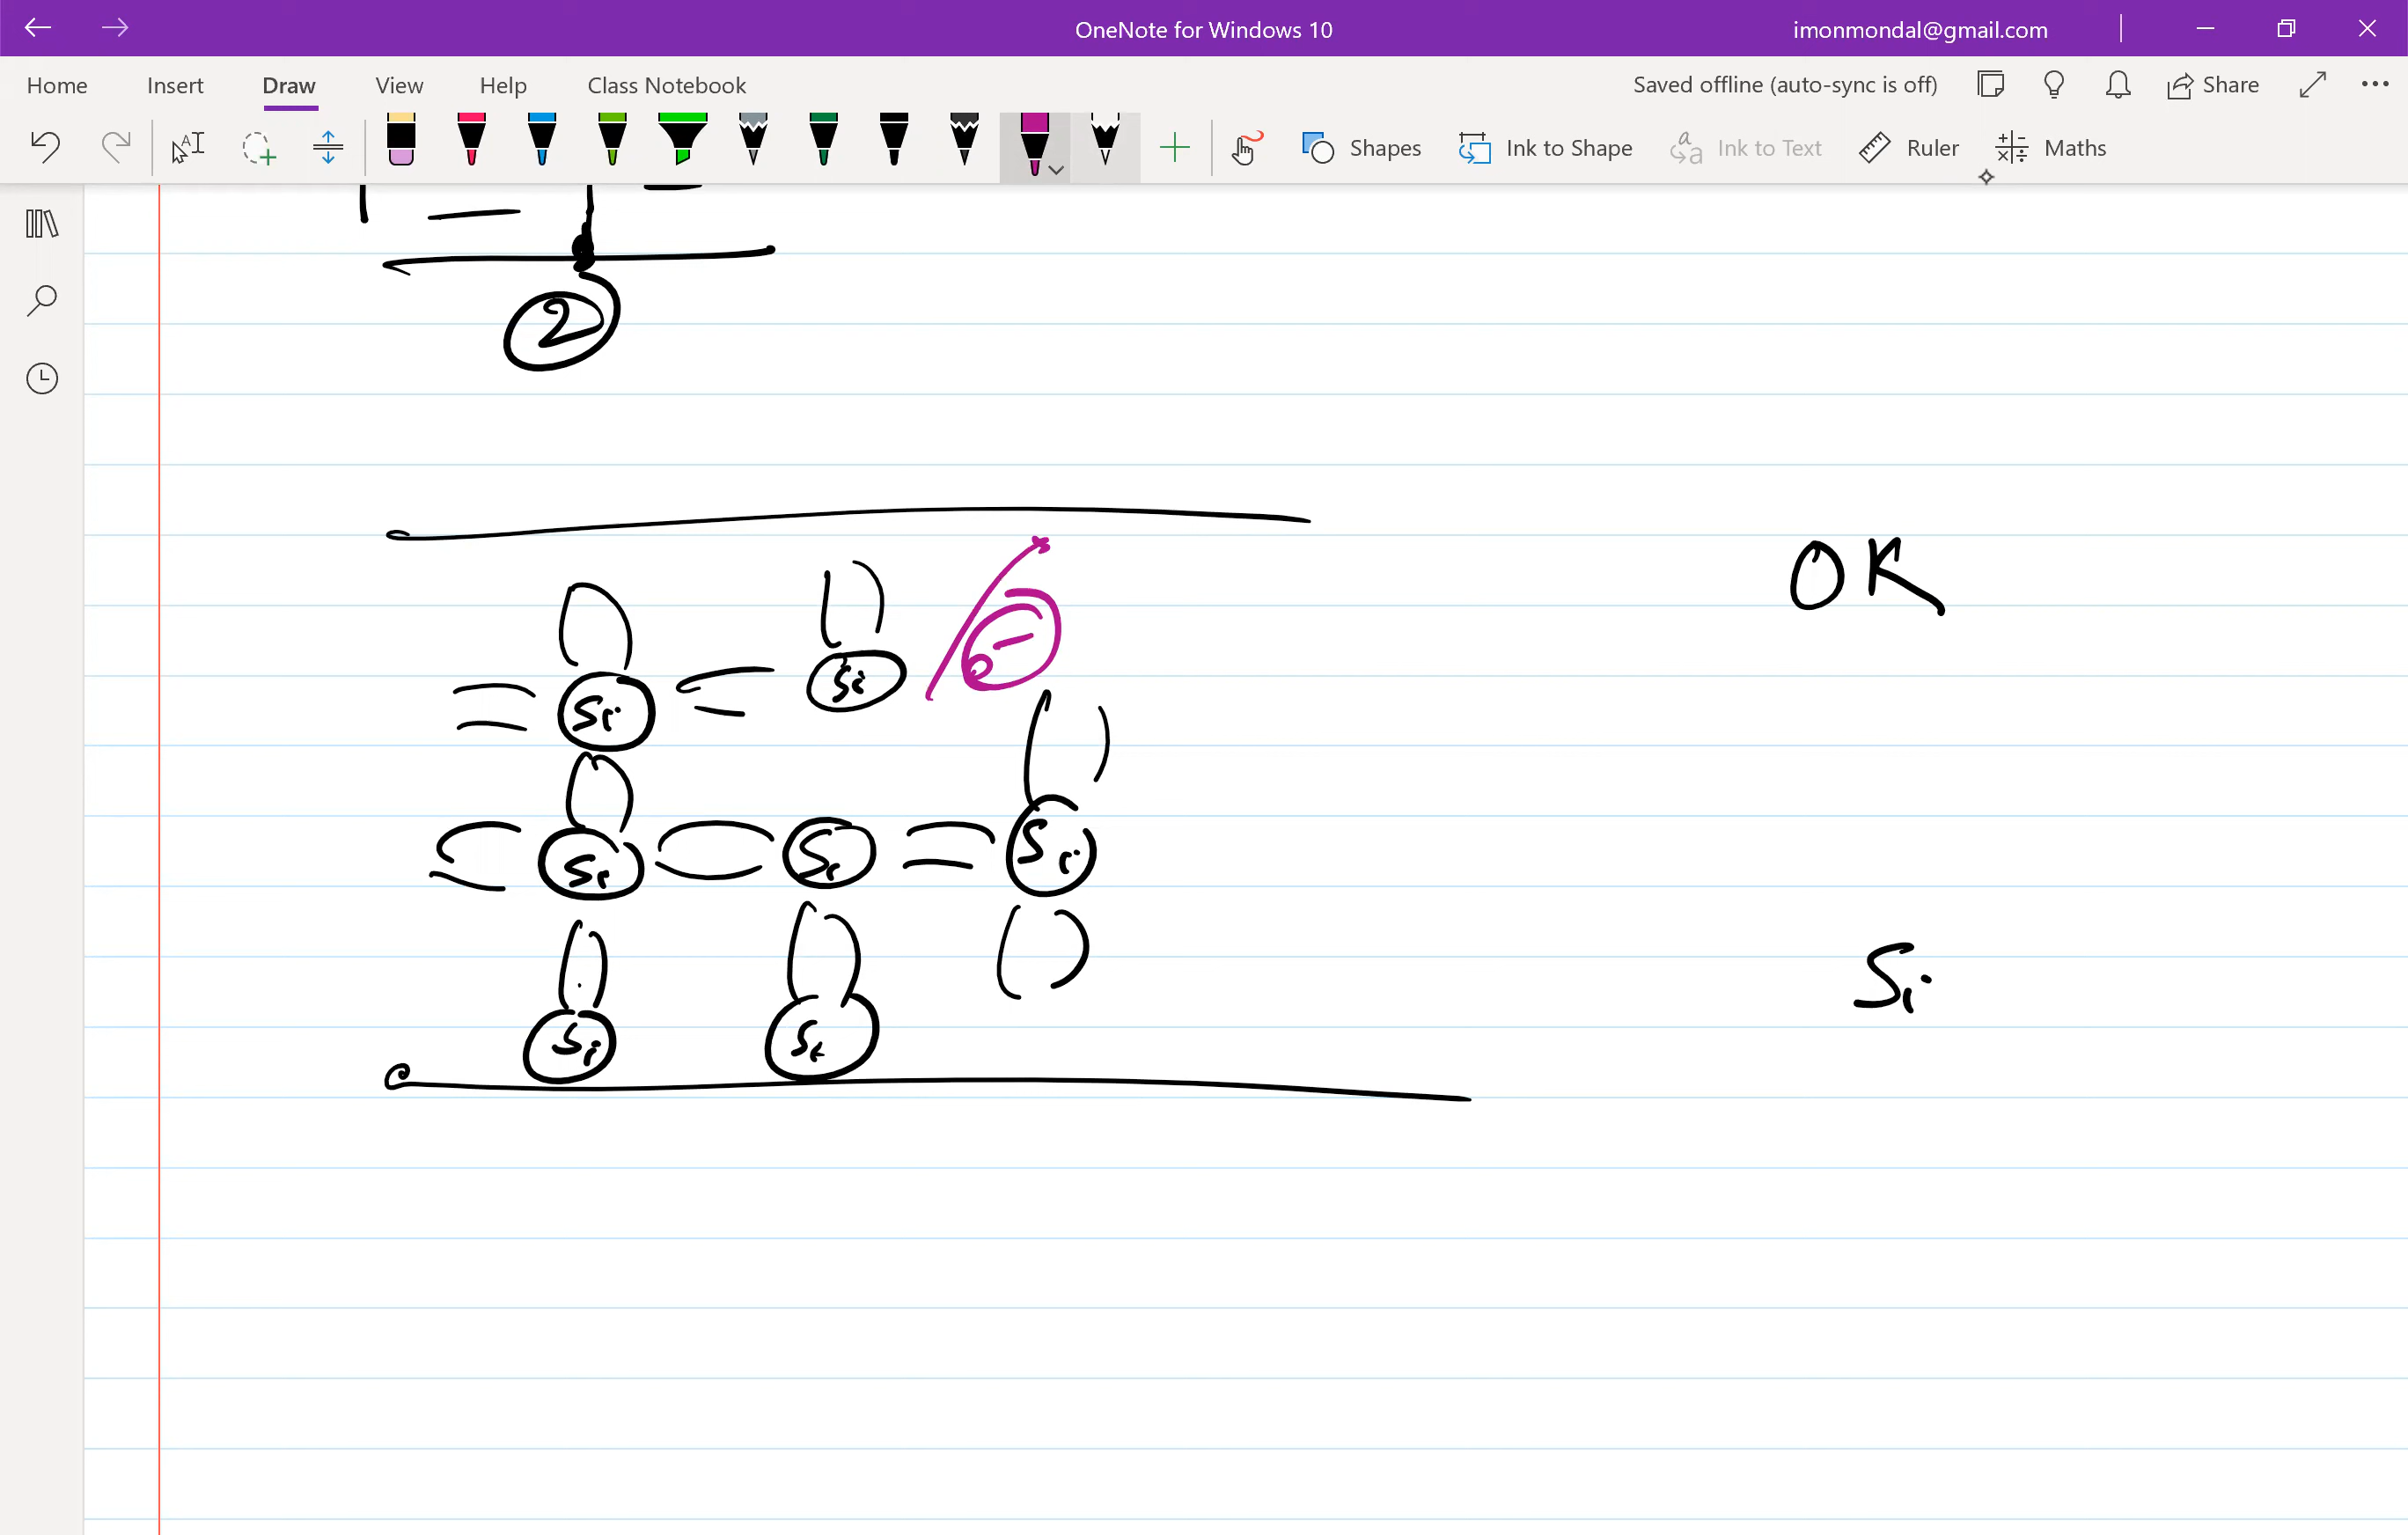 OneNote for Windows 10 imonmondal@gmail.com
Home Insert Draw View Help Class Notebook Saved offline (auto-sync is off) Share
Shapes Ink to Shape Ink to Text Ruler Maths
2
OK
Si Si e-
Si Si Si
Si
Si Si